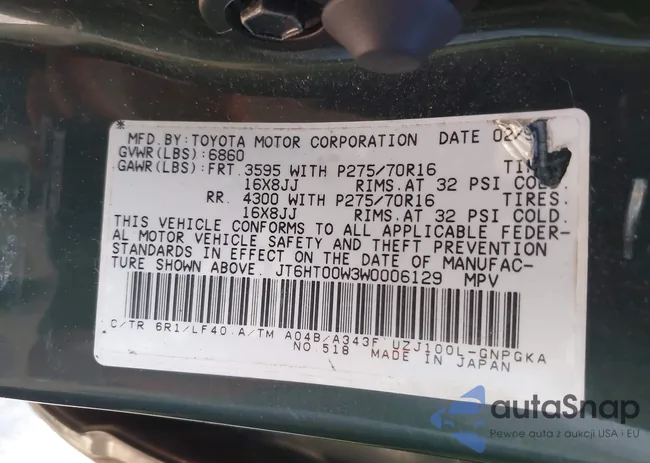 MFD.BY:TOYOTA MOTOR CORPORATION DATE 02/9
GVWR(LBS):6860
GAWR(LBS):FRT.3595 WITH P275/70R16
16X8JJ RIMS.AT 32 PSI COLD.
RR. 4300 WITH P275/70R16 TIRES.
16X8JJ RIMS.AT 32 PSI COLD.
THIS VEHICLE CONFORMS TO ALL APPLICABLE FEDER-
AL MOTOR VEHICLE SAFETY AND THEFT PREVENTION
STANDARDS IN EFFECT ON THE DATE OF MANUFAC-
TURE SHOWN ABOVE. JT6HT00W3W0006129 MPV
C/TR 6R1/LF40 A/TM A04B/A343F UZJ100L-GNPGKA
NO 518 MADE IN JAPAN
autaSnap
Pewne auta z aukcji USA i EU